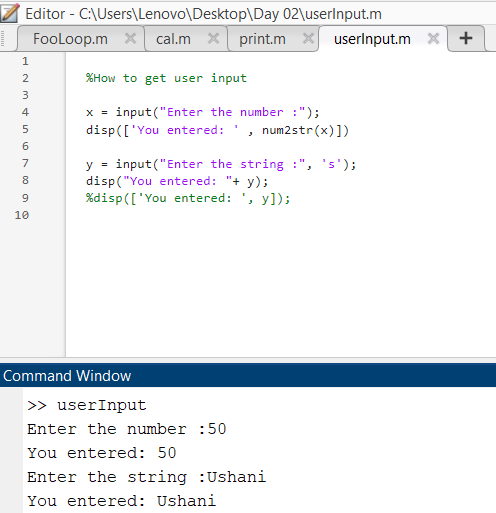 Editor - C:\Users\Lenovo\Desktop\Day 02\userInput.m
FooLoop.m cal.m print.m userInput.m
1
2 %How to get user input
3
4 x = input("Enter the number :");
5 disp(['You entered: ' , num2str(x)])
6
7 y = input("Enter the string :", 's');
8 disp("You entered: "+ y);
9 %disp(['You entered: ', y]);
10
Command Window
>> userInput
Enter the number :50
You entered: 50
Enter the string :Ushani
You entered: Ushani